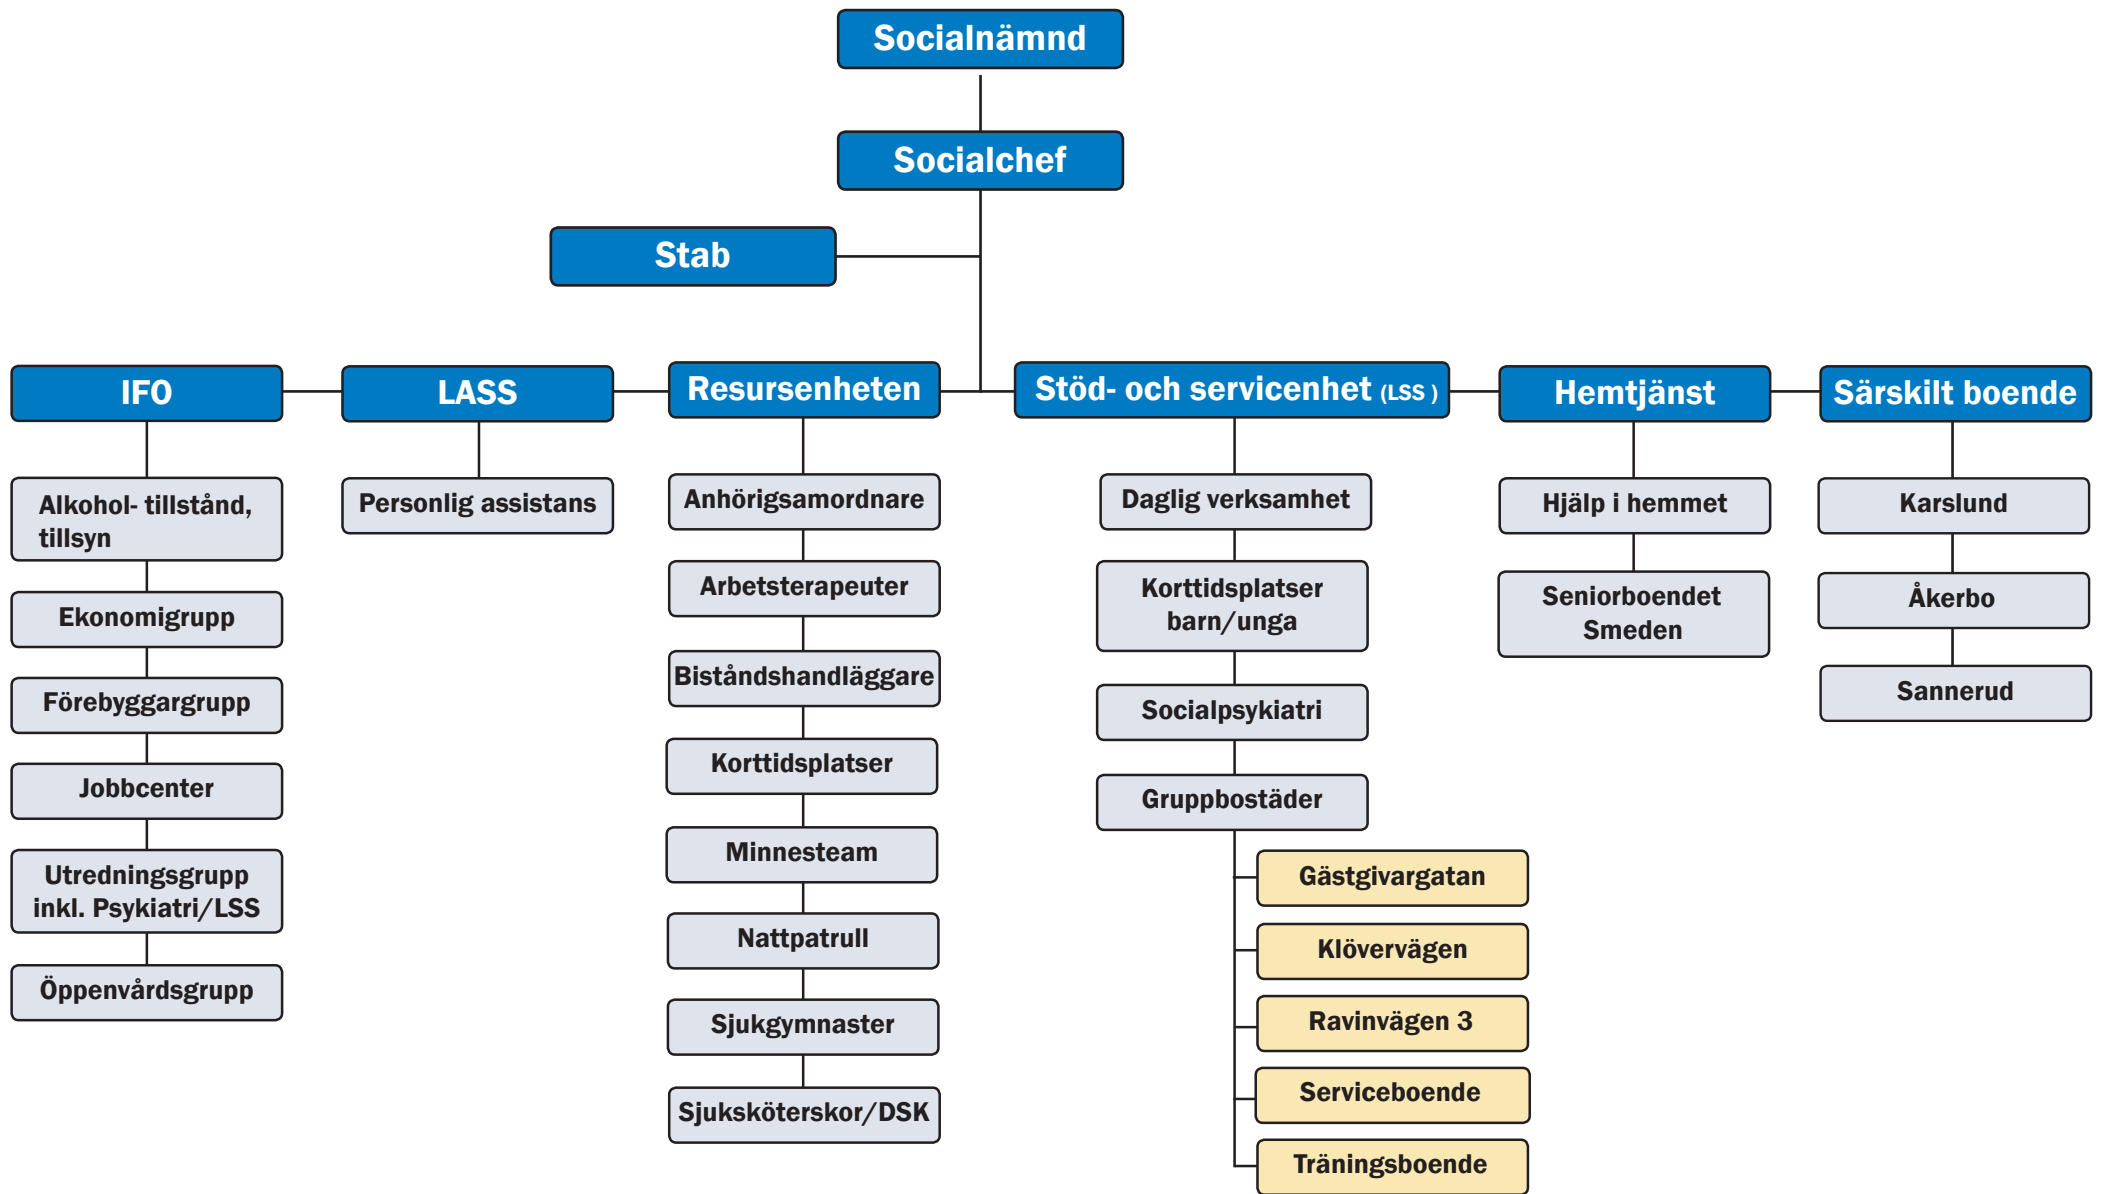 Socialnämnd
Socialchef
Stab
IFO
LASS
Resursenheten
Stöd- och servicenhet (LSS )
Hemtjänst
Särskilt boende
Alkohol- tillstånd,
tillsyn
Ekonomigrupp
Förebyggargrupp
Jobbcenter
Utredningsgrupp
inkl. Psykiatri/LSS
Öppenvårdsgrupp
Personlig assistans
Anhörigsamordnare
Arbetsterapeuter
Biståndshandläggare
Korttidsplatser
Minnesteam
Nattpatrull
Sjukgymnaster
Sjuksköterskor/DSK
Daglig verksamhet
Korttidsplatser
barn/unga
Socialpsykiatri
Gruppbostäder
Gästgivargatan
Klövervägen
Ravinvägen 3
Serviceboende
Träningsboende
Hjälp i hemmet
Seniorboendet
Smeden
Karslund
Åkerbo
Sannerud